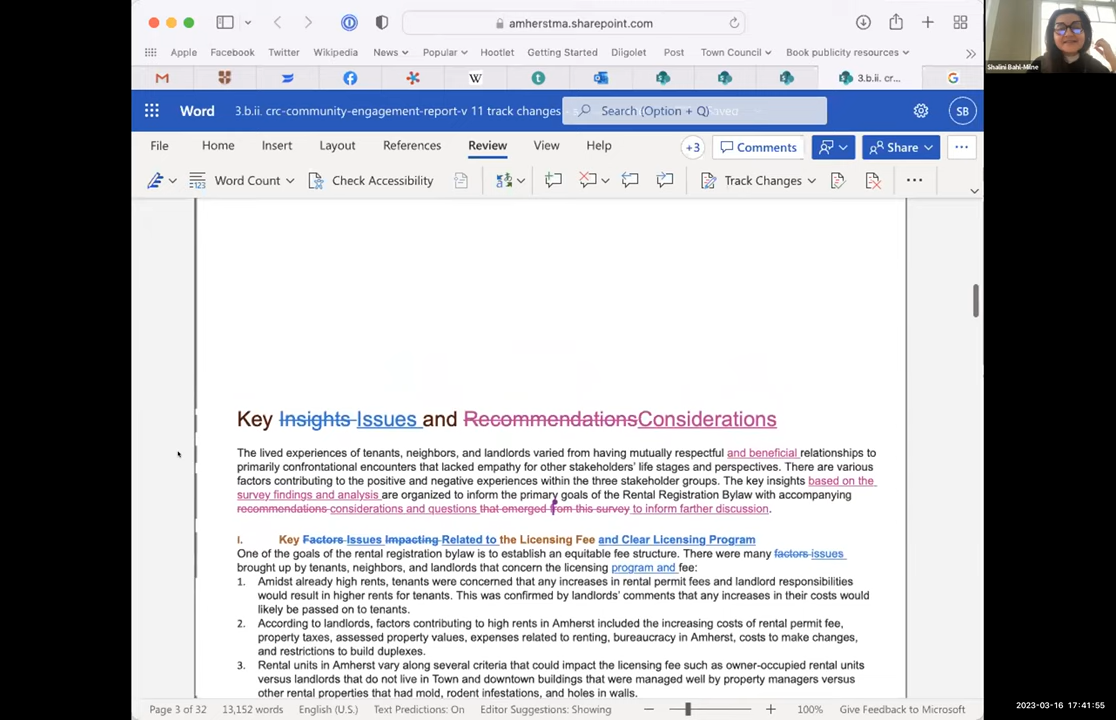 amherstma.sharepoint.com
Apple Facebook Twitter Wikipedia News Popular Hootlet Getting Started Diigolet Post Town Council Book publicity resources
3.b.ii. cr...
Shalini Bahl-Milne
Word 3.b.ii. crc-community-engagement-report-v 11 track changes Search (Option + Q) SB
File Home Insert Layout References Review View Help +3 Comments Share
Word Count Check Accessibility Track Changes
Key Insights Issues and RecommendationsConsiderations
The lived experiences of tenants, neighbors, and landlords varied from having mutually respectful and beneficial relationships to
primarily confrontational encounters that lacked empathy for other stakeholders' life stages and perspectives. There are various
factors contributing to the positive and negative experiences within the three stakeholder groups. The key insights based on the
survey findings and analysis are organized to inform the primary goals of the Rental Registration Bylaw with accompanying
recommendations considerations and questions that emerged from this survey to inform farther discussion.
I. Key Factors Issues Impacting Related to the Licensing Fee and Clear Licensing Program
One of the goals of the rental registration bylaw is to establish an equitable fee structure. There were many factors issues
brought up by tenants, neighbors, and landlords that concern the licensing program and fee:
1. Amidst already high rents, tenants were concerned that any increases in rental permit fees and landlord responsibilities
would result in higher rents for tenants. This was confirmed by landlords' comments that any increases in their costs would
likely be passed on to tenants.
2. According to landlords, factors contributing to high rents in Amherst included the increasing costs of rental permit fee,
property taxes, assessed property values, expenses related to renting, bureaucracy in Amherst, costs to make changes,
and restrictions to build duplexes.
3. Rental units in Amherst vary along several criteria that could impact the licensing fee such as owner-occupied rental units
versus landlords that do not live in Town and downtown buildings that were managed well by property managers versus
other rental properties that had mold, rodent infestations, and holes in walls.
Page 3 of 32 13,152 words English (U.S.) Text Predictions: On Editor Suggestions: Showing 100% Give Feedback to Microsoft
2023-03-16 17:41:55